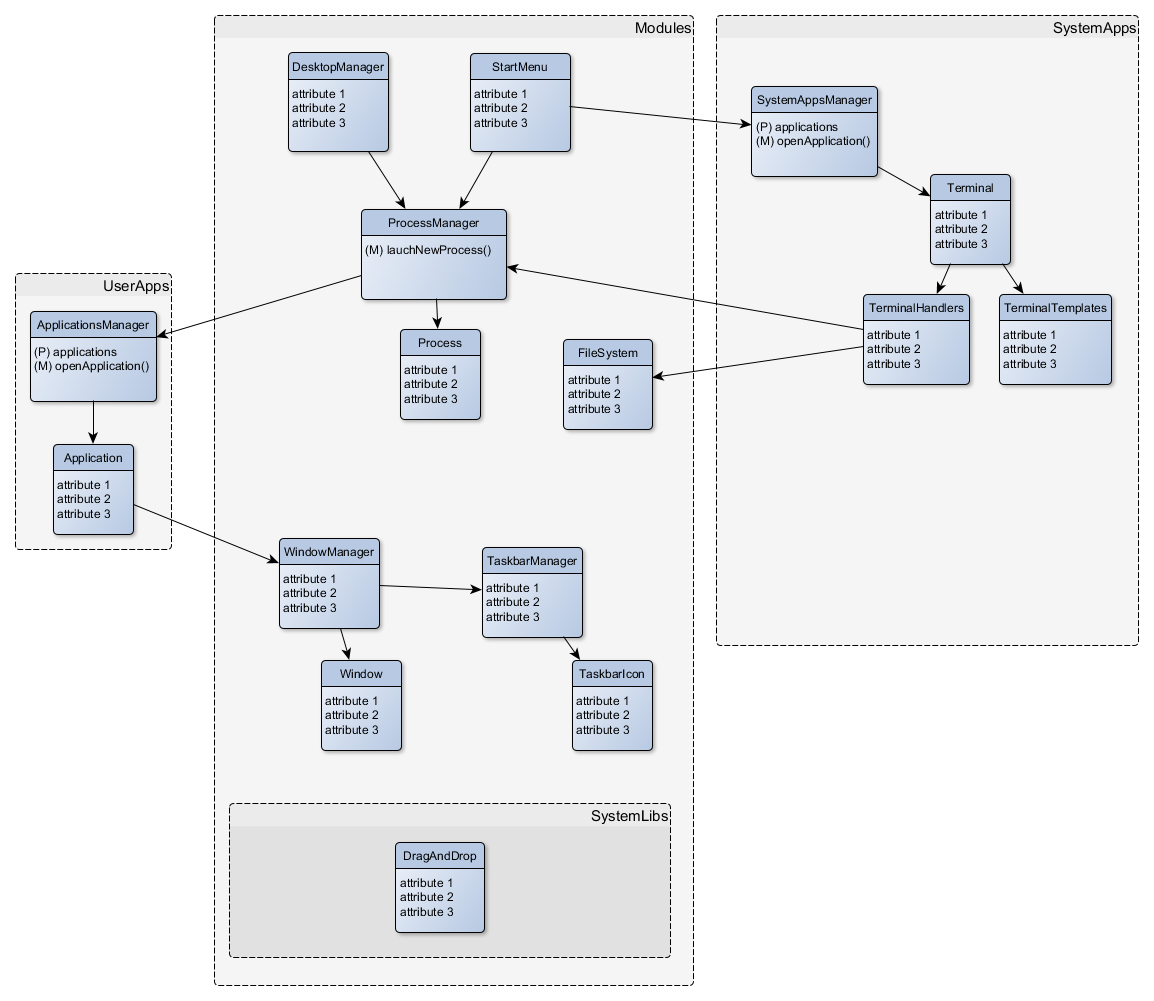 Modules
DesktopManager
attribute 1
attribute 2
attribute 3
StartMenu
attribute 1
attribute 2
attribute 3
ProcessManager
(M) lauchNewProcess()
Process
attribute 1
attribute 2
attribute 3
FileSystem
attribute 1
attribute 2
attribute 3
SystemApps
SystemAppsManager
(P) applications
(M) openApplication()
Terminal
attribute 1
attribute 2
attribute 3
TerminalHandlers
attribute 1
attribute 2
attribute 3
TerminalTemplates
attribute 1
attribute 2
attribute 3
UserApps
ApplicationsManager
(P) applications
(M) openApplication()
Application
attribute 1
attribute 2
attribute 3
WindowManager
attribute 1
attribute 2
attribute 3
TaskbarManager
attribute 1
attribute 2
attribute 3
Window
attribute 1
attribute 2
attribute 3
TaskbarIcon
attribute 1
attribute 2
attribute 3
SystemLibs
DragAndDrop
attribute 1
attribute 2
attribute 3